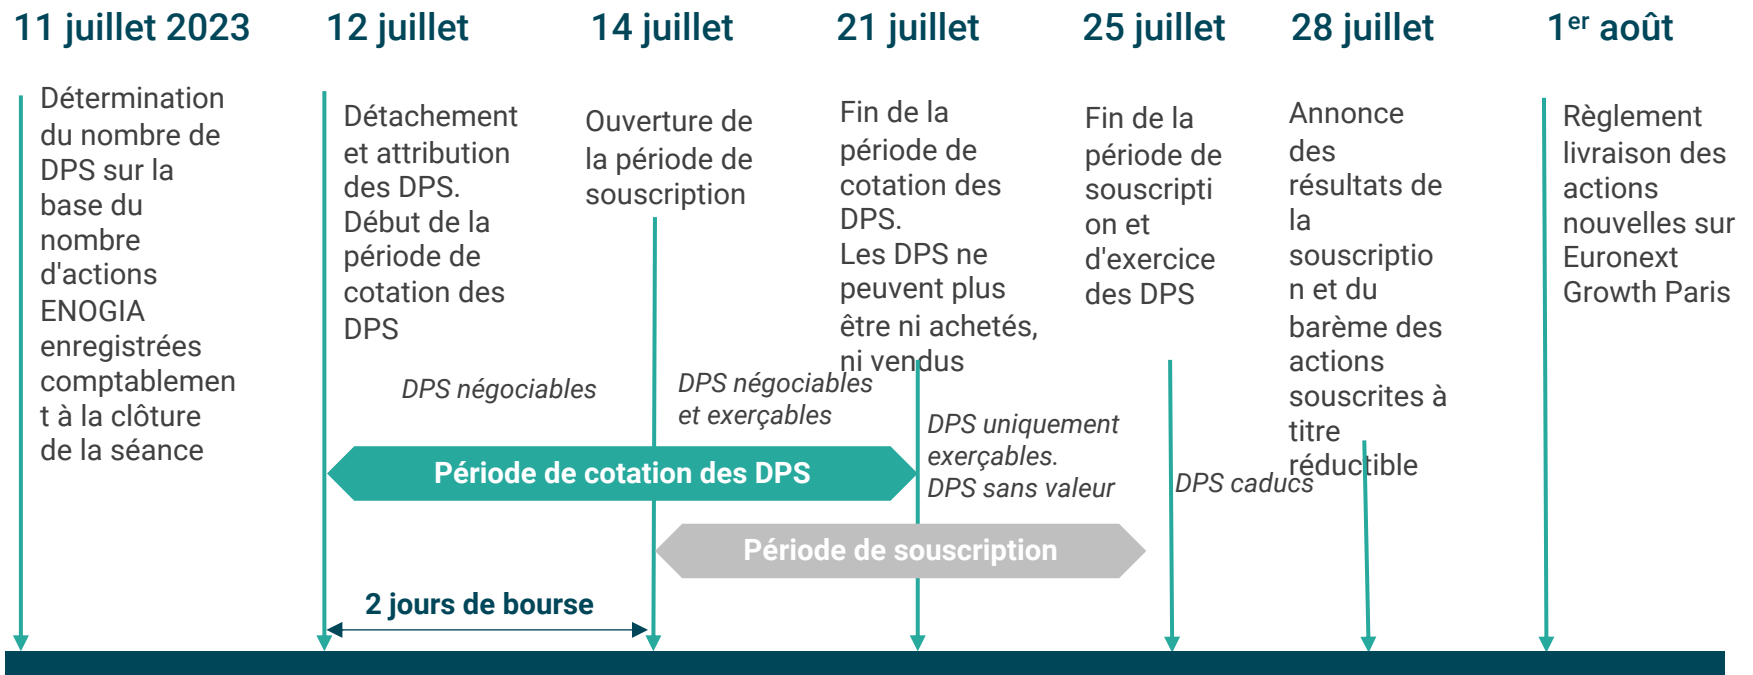 11 juillet 2023
12 juillet
14 juillet
21 juillet
25 juillet
28 juillet
1er août
Détermination
du nombre de
DPS sur la
base du
nombre
d'actions
ENOGIA
enregistrées
comptablemen
t à la clôture
de la séance
Détachement
et attribution
des DPS.
Début de la
période de
cotation des
DPS
Ouverture de
la période de
souscription
Fin de la
période de
cotation des
DPS.
Les DPS ne
peuvent plus
être ni achetés,
ni vendus
Fin de la
période de
souscripti
on et
d'exercice
des DPS
Annonce
des
résultats de
la
souscriptio
n et du
barème des
actions
souscrites à
titre
réductible
Règlement
livraison des
actions
nouvelles sur
Euronext
Growth Paris
DPS négociables
DPS négociables
et exerçables
DPS uniquement
exerçables.
DPS sans valeur
DPS caducs
Période de cotation des DPS
Période de souscription
2 jours de bourse